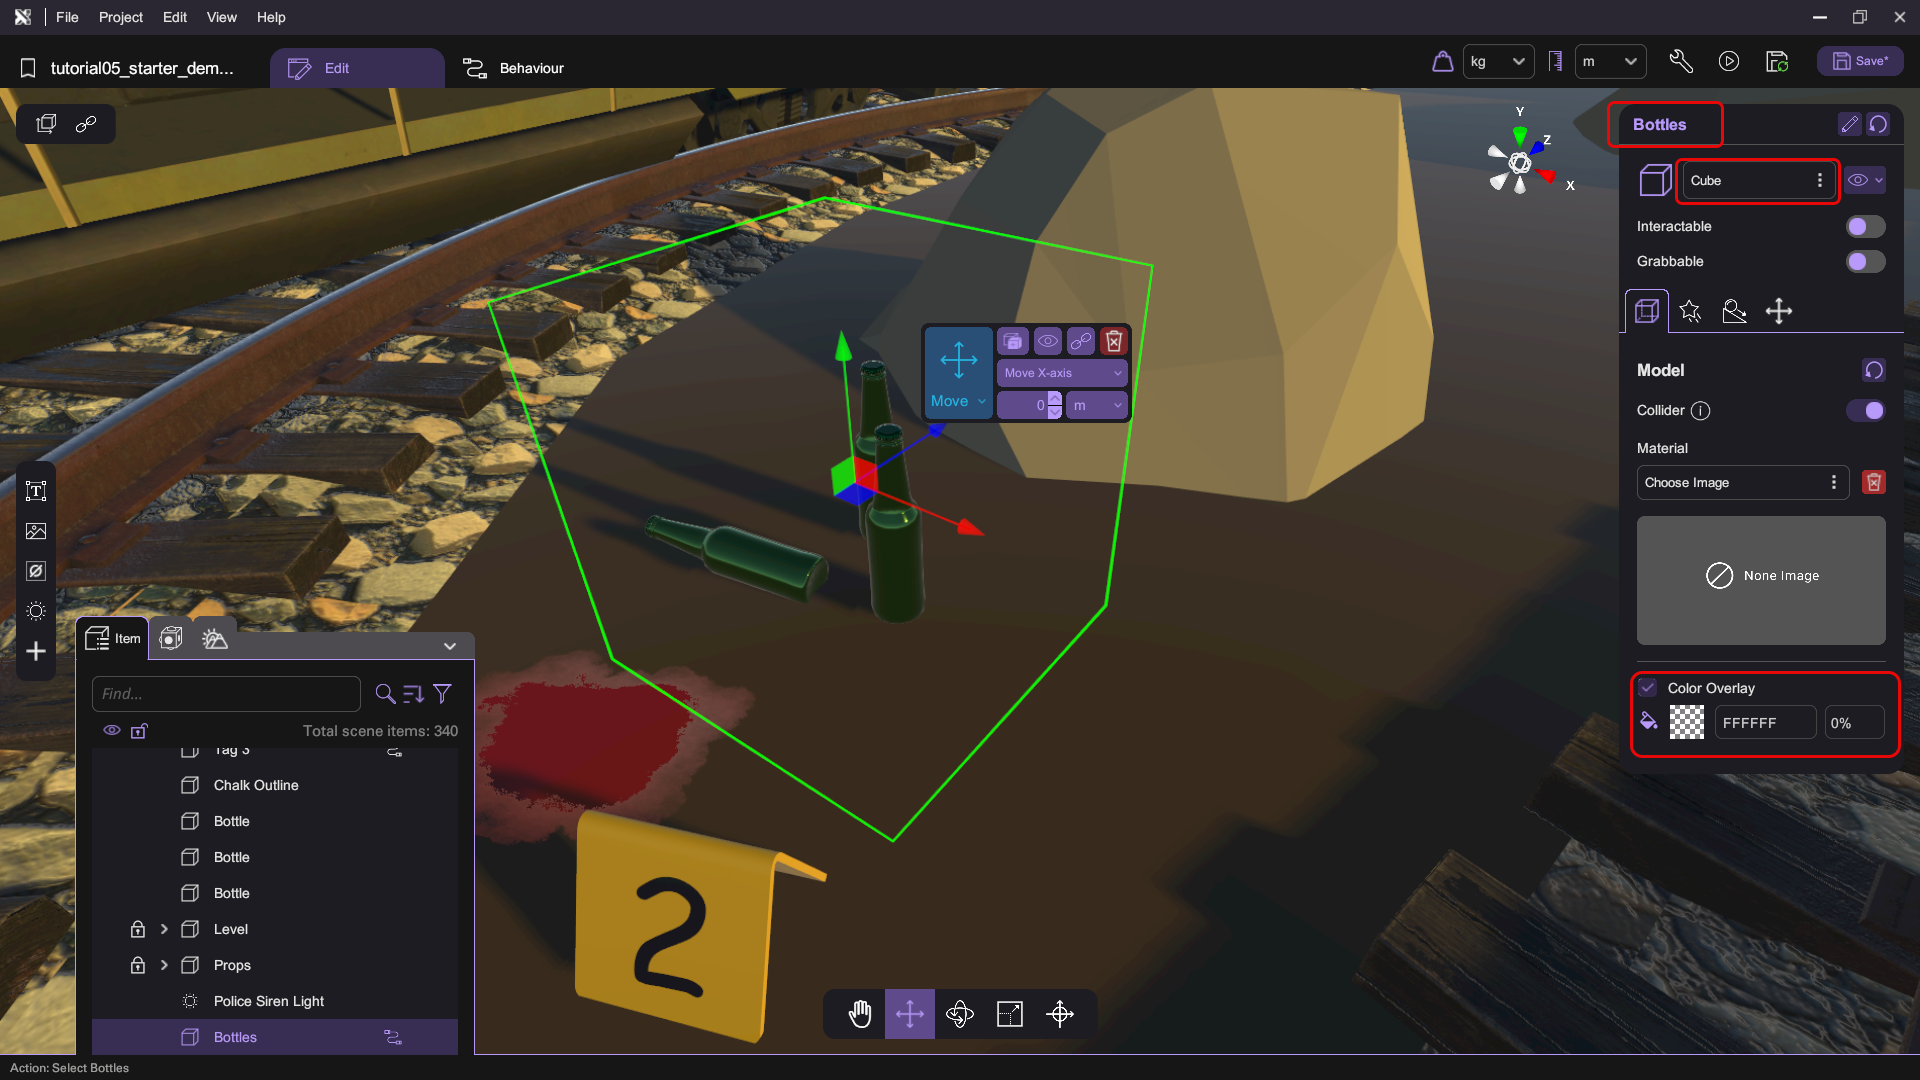 File Project Edit View Help
tutorial05_starter_dem... Edit Behaviour kg m Save*
Y
Z
X
Bottles
Cube
Interactable
Grabbable
Move X-axis
Move 0 m
Model
Collider i
Material
Choose Image
None Image
Color Overlay
FFFFFF 0%
T
Item
Find...
Total scene items: 340
Tag 3
Chalk Outline
Bottle
Bottle
Bottle
Level
Props
Police Siren Light
Bottles
2
Action: Select Bottles